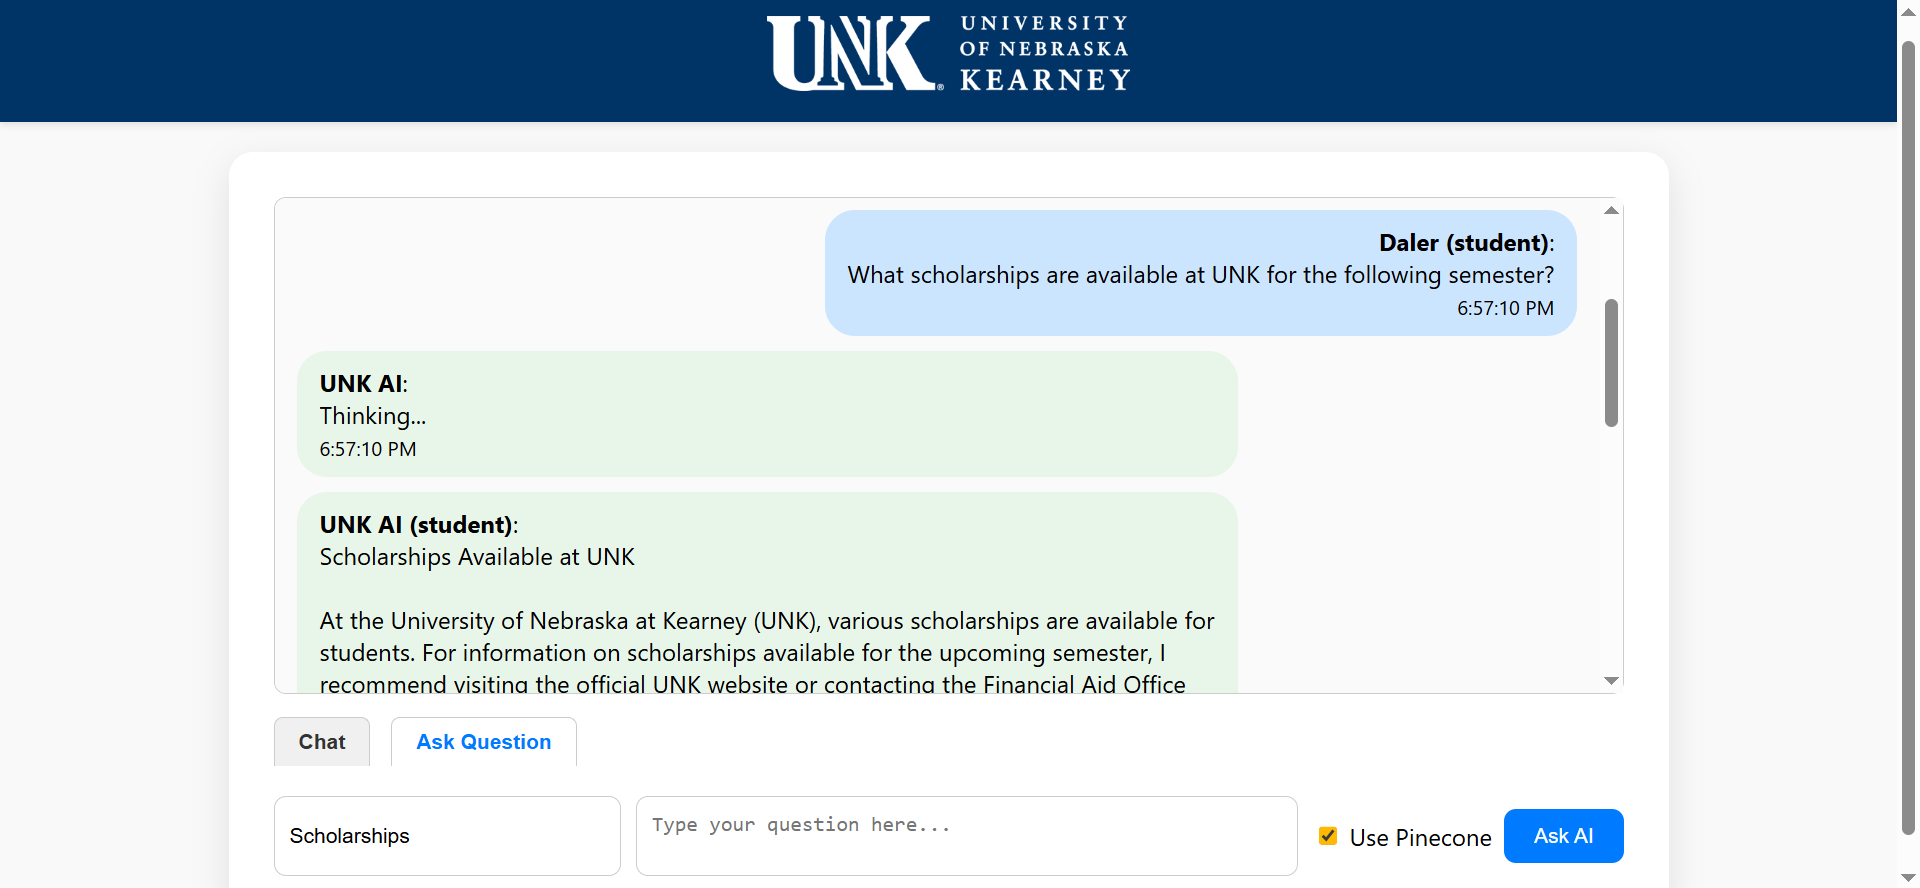 UNK® UNIVERSITY
OF NEBRASKA
KEARNEY
Daler (student):
What scholarships are available at UNK for the following semester?
6:57:10 PM
UNK AI:
Thinking...
6:57:10 PM
UNK AI (student):
Scholarships Available at UNK
At the University of Nebraska at Kearney (UNK), various scholarships are available for
students. For information on scholarships available for the upcoming semester, I
recommend visiting the official UNK website or contacting the Financial Aid Office
Chat
Ask Question
Scholarships
Type your question here...
Use Pinecone
Ask AI